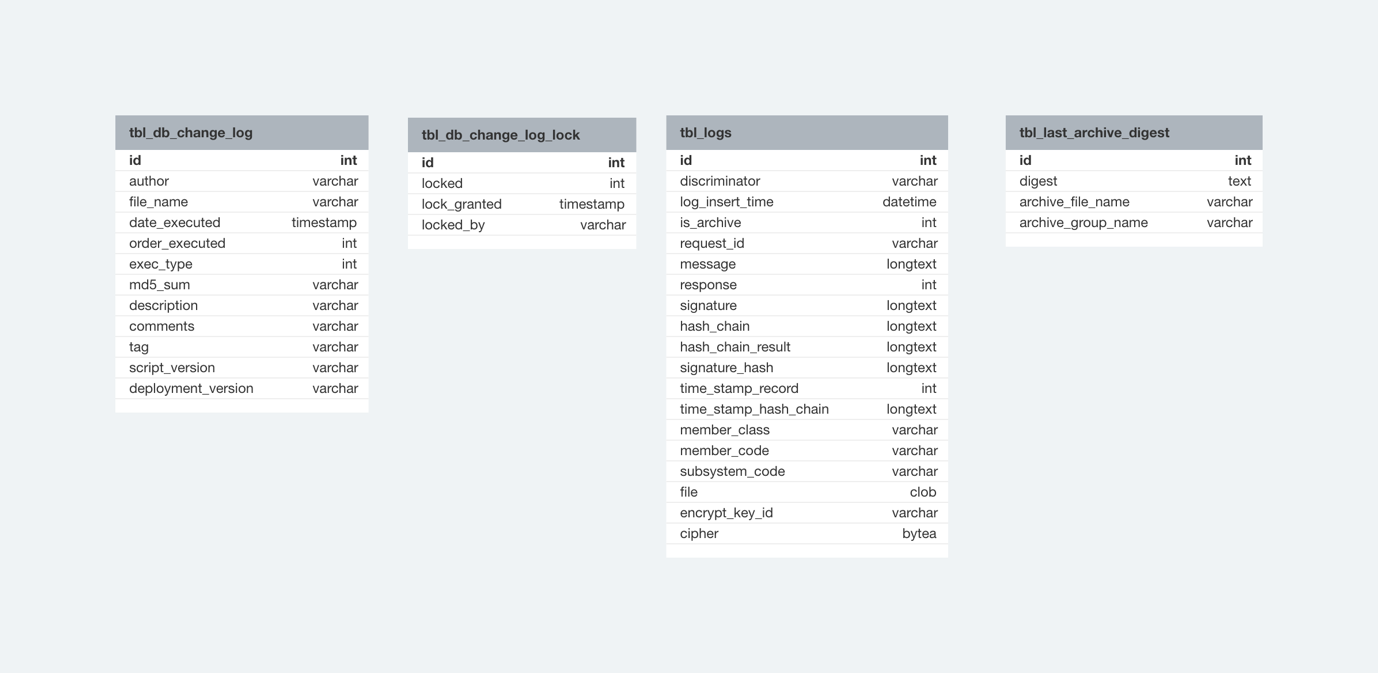 tbl_db_change_log
id int
author varchar
file_name varchar
date_executed timestamp
order_executed int
exec_type int
md5_sum varchar
description varchar
comments varchar
tag varchar
script_version varchar
deployment_version varchar
tbl_db_change_log_lock
id int
locked int
lock_granted timestamp
locked_by varchar
tbl_logs
id int
discriminator varchar
log_insert_time datetime
is_archive int
request_id varchar
message longtext
response int
signature longtext
hash_chain longtext
hash_chain_result longtext
signature_hash longtext
time_stamp_record int
time_stamp_hash_chain longtext
member_class varchar
member_code varchar
subsystem_code varchar
file clob
encrypt_key_id varchar
cipher bytea
tbl_last_archive_digest
id int
digest text
archive_file_name varchar
archive_group_name varchar